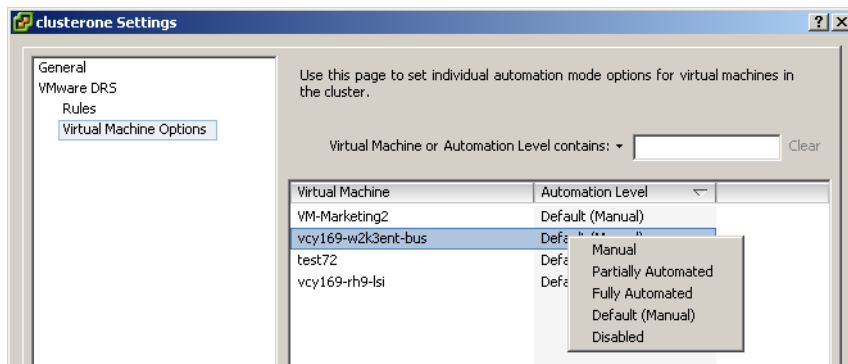 clusterone Settings
General
VMware DRS
Rules
Virtual Machine Options
Use this page to set individual automation mode options for virtual machines in
the cluster.
Virtual Machine or Automation Level contains:
Clear
Virtual Machine Automation Level
VM-Marketing2 Default (Manual)
vcy169-w2k3ent-bus
test72
vcy169-rh9-lsi
Manual
Partially Automated
Fully Automated
Default (Manual)
Disabled